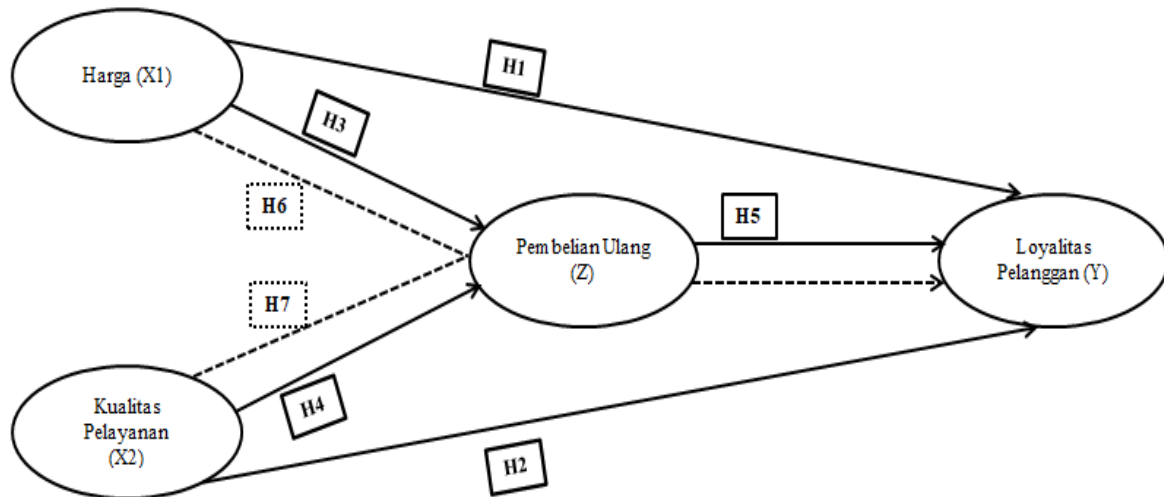 Harga (X1)
H1
H3
H6
Pembelian Ulang
(Z)
H5
Loyalitas
Pelanggan (Y)
H7
H4
Kualitas
Pelayanan
(X2)
H2